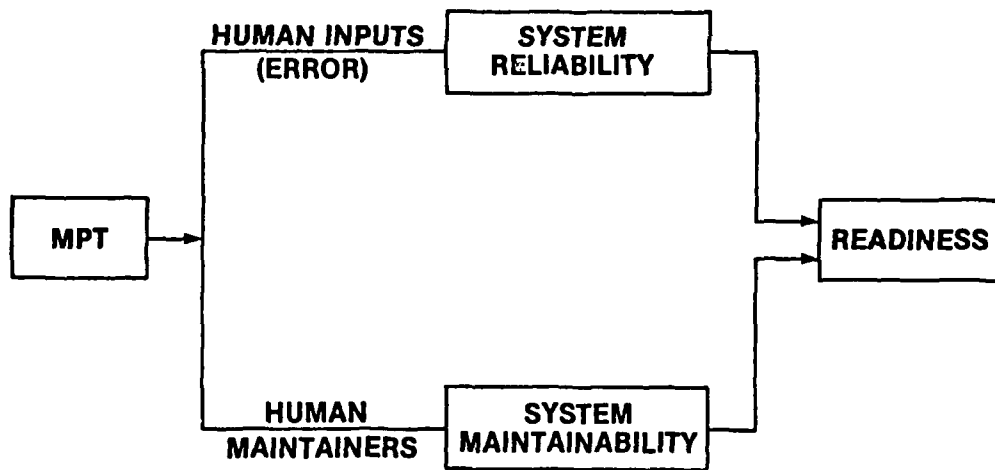 HUMAN INPUTS
(ERROR)
SYSTEM
RELIABILITY
MPT
READINESS
HUMAN
MAINTAINERS
SYSTEM
MAINTAINABILITY